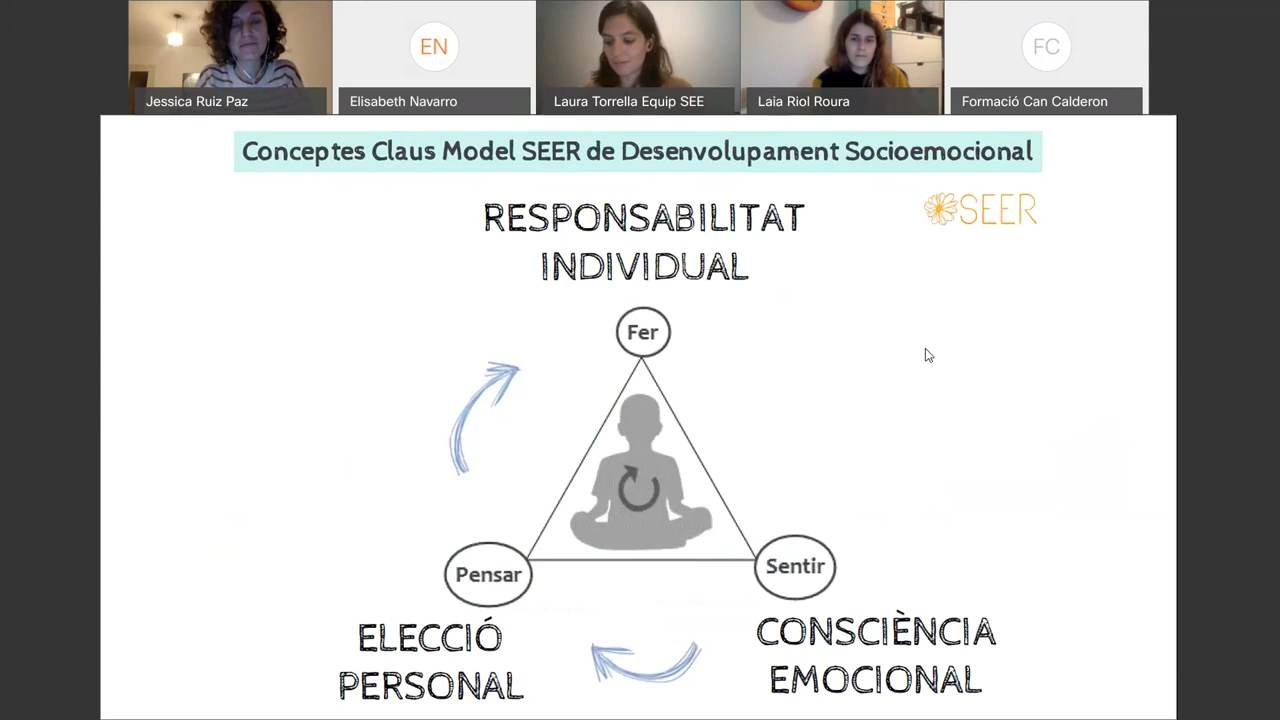 EN
FC
Jessica Ruiz Paz
Elisabeth Navarro
Laura Torrella Equip SEE
Laia Riol Roura
Formació Can Calderon
Conceptes Claus Model SEER de Desenvolupament Socioemocional
SEER
RESPONSABILITAT
INDIVIDUAL
Fer
Pensar
Sentir
ELECCIÓ
PERSONAL
CONSCIÈNCIA
EMOCIONAL